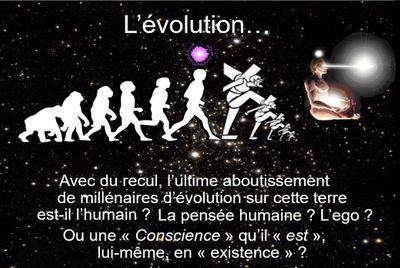 L'évolution...
Avec du recul, l'ultime aboutissement
de millénaires d'évolution sur cette terre
est-il l'humain ? La pensée humaine ? L'ego ?
Ou une « Conscience » qu'il « est »,
lui-même, en « existence » ?